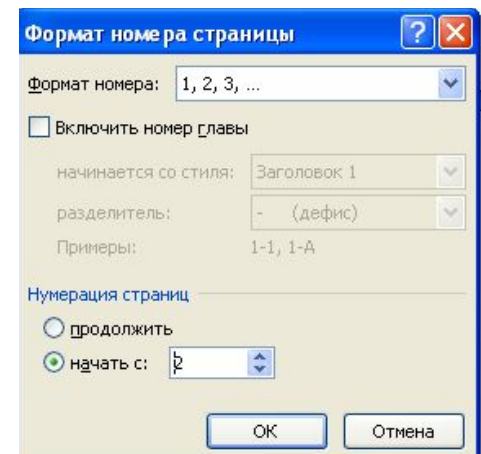 Формат номера страницы
Формат номера: 1, 2, 3, ...
Включить номер главы
начинается со стиля: Заголовок 1
разделитель: - (дефис)
Примеры: 1-1, 1-A
Нумерация страниц
продолжить
начать с: 2
ОК Отмена